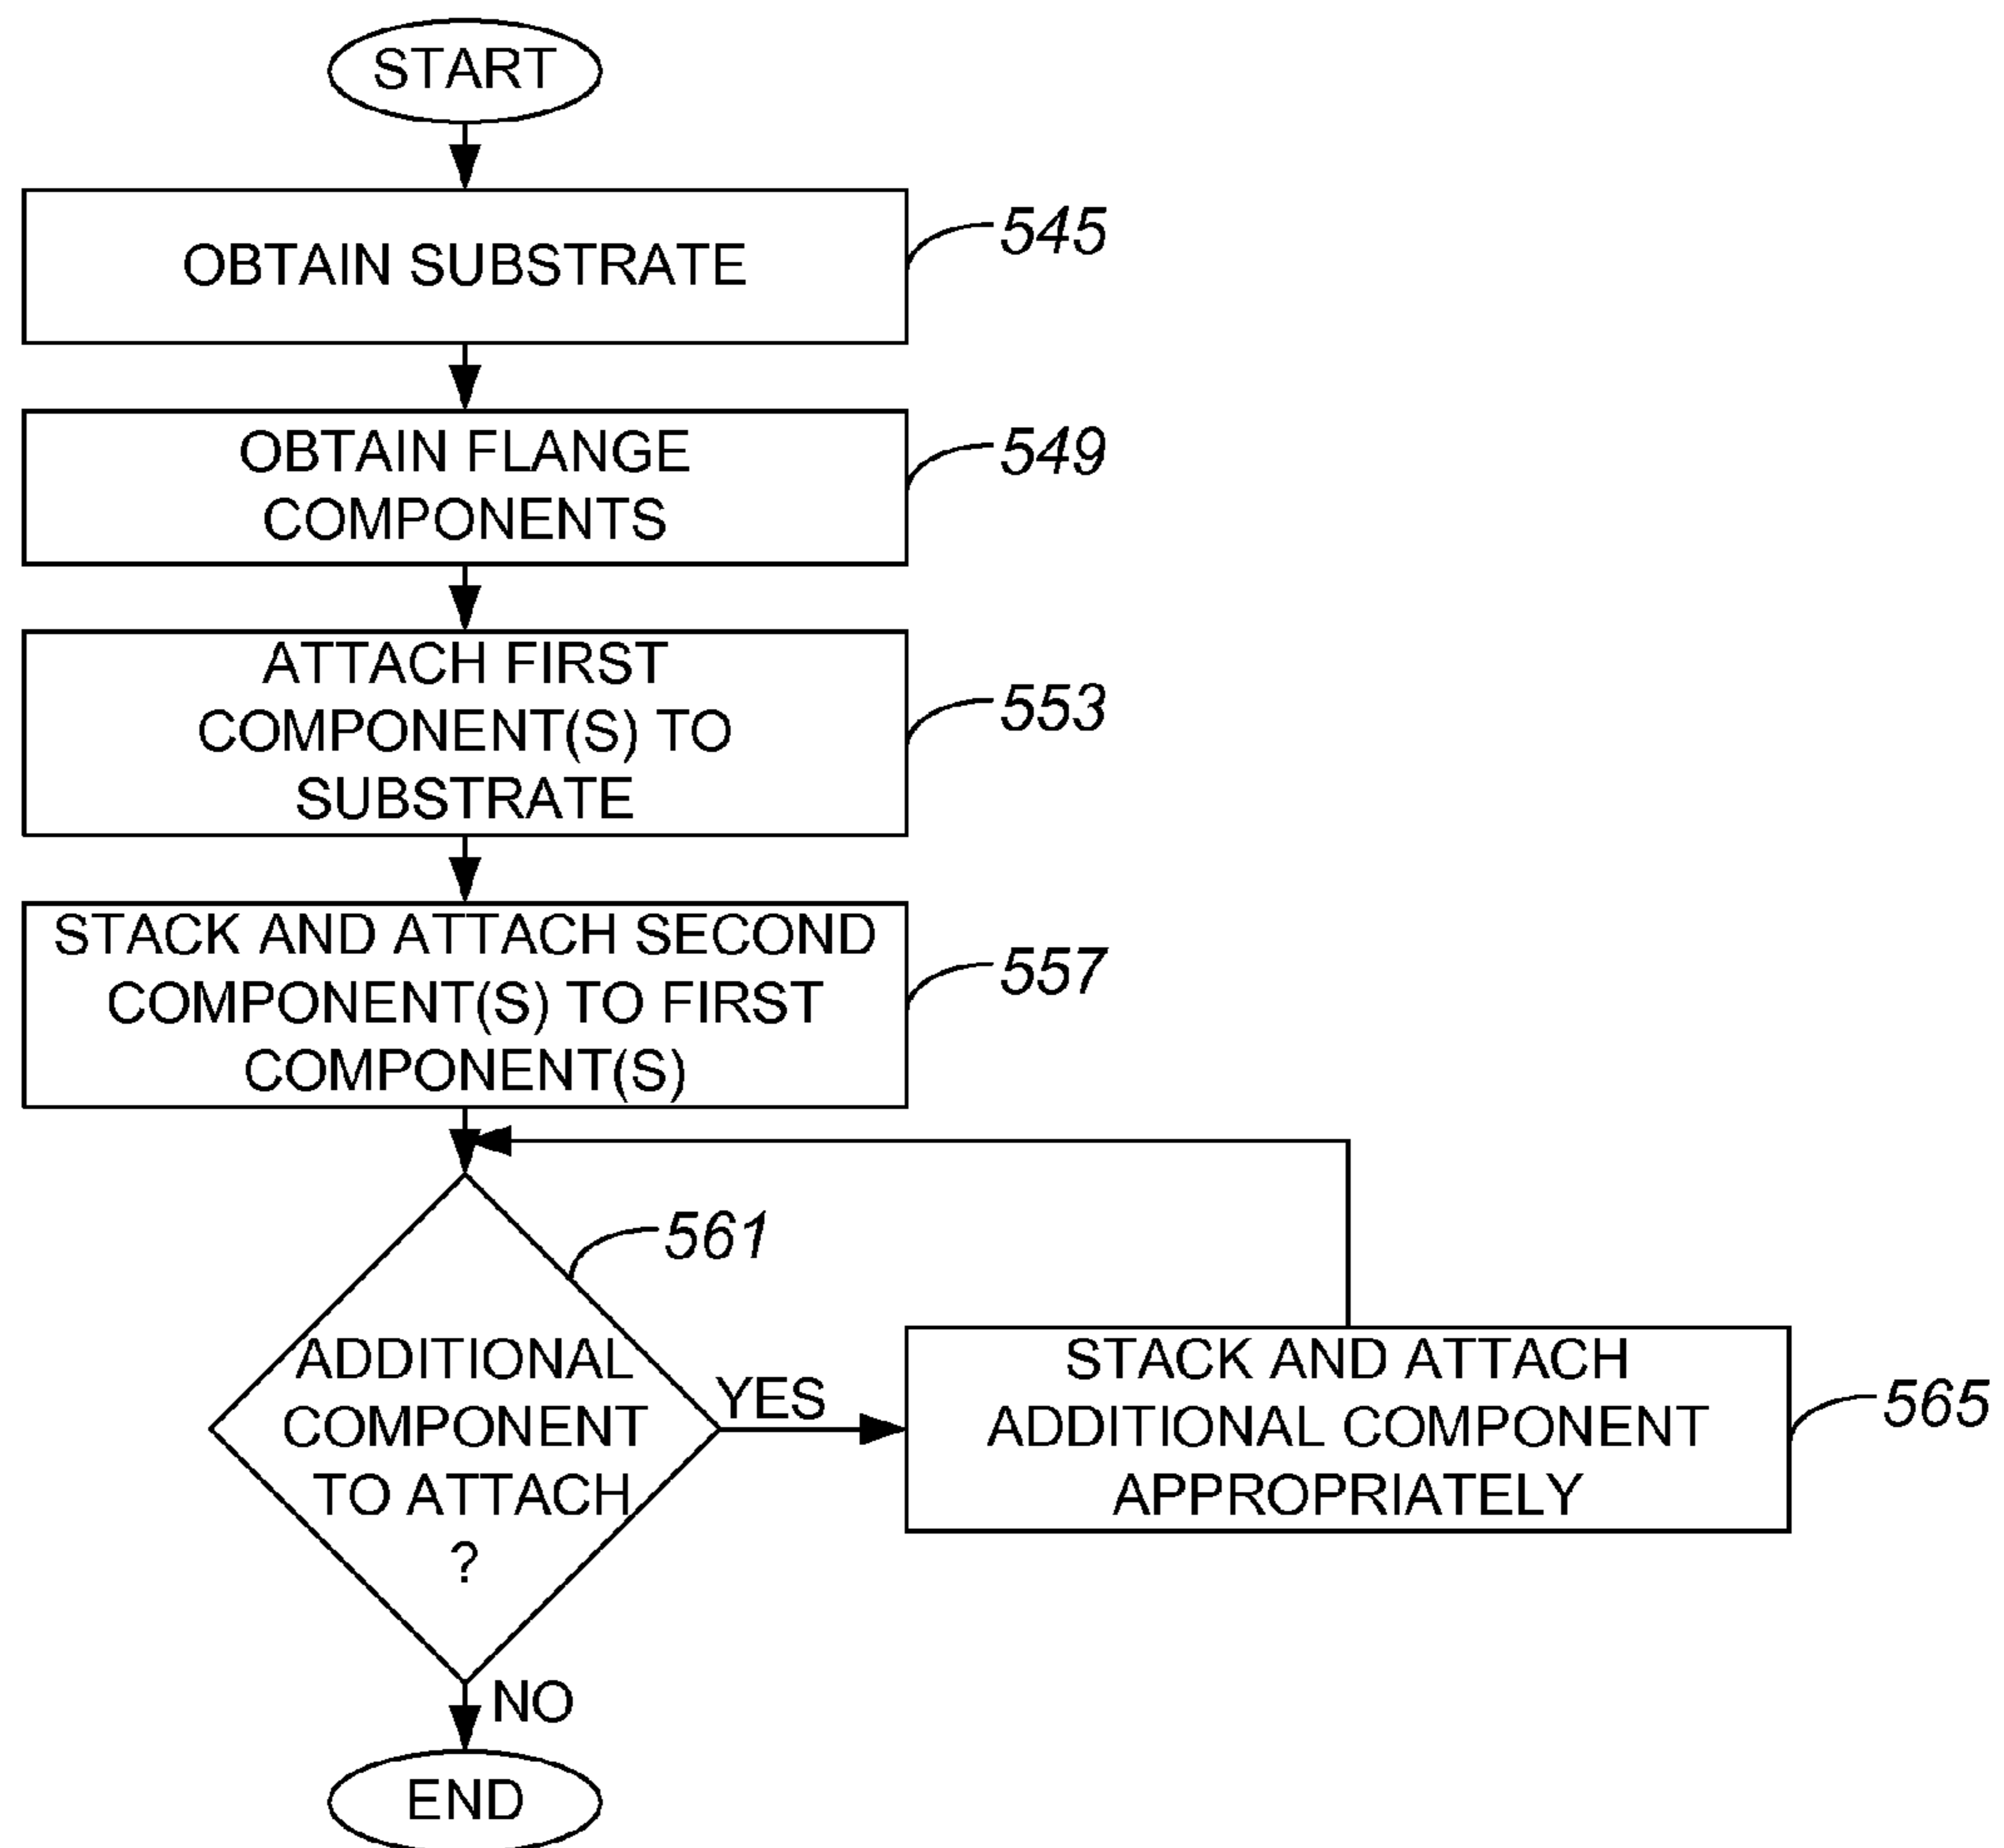 START
OBTAIN SUBSTRATE
545
OBTAIN FLANGE
COMPONENTS
549
ATTACH FIRST
COMPONENT(S) TO
SUBSTRATE
553
STACK AND ATTACH SECOND
COMPONENT(S) TO FIRST
COMPONENT(S)
557
561
ADDITIONAL
COMPONENT
TO ATTACH
?
YES
STACK AND ATTACH
ADDITIONAL COMPONENT
APPROPRIATELY
565
NO
END